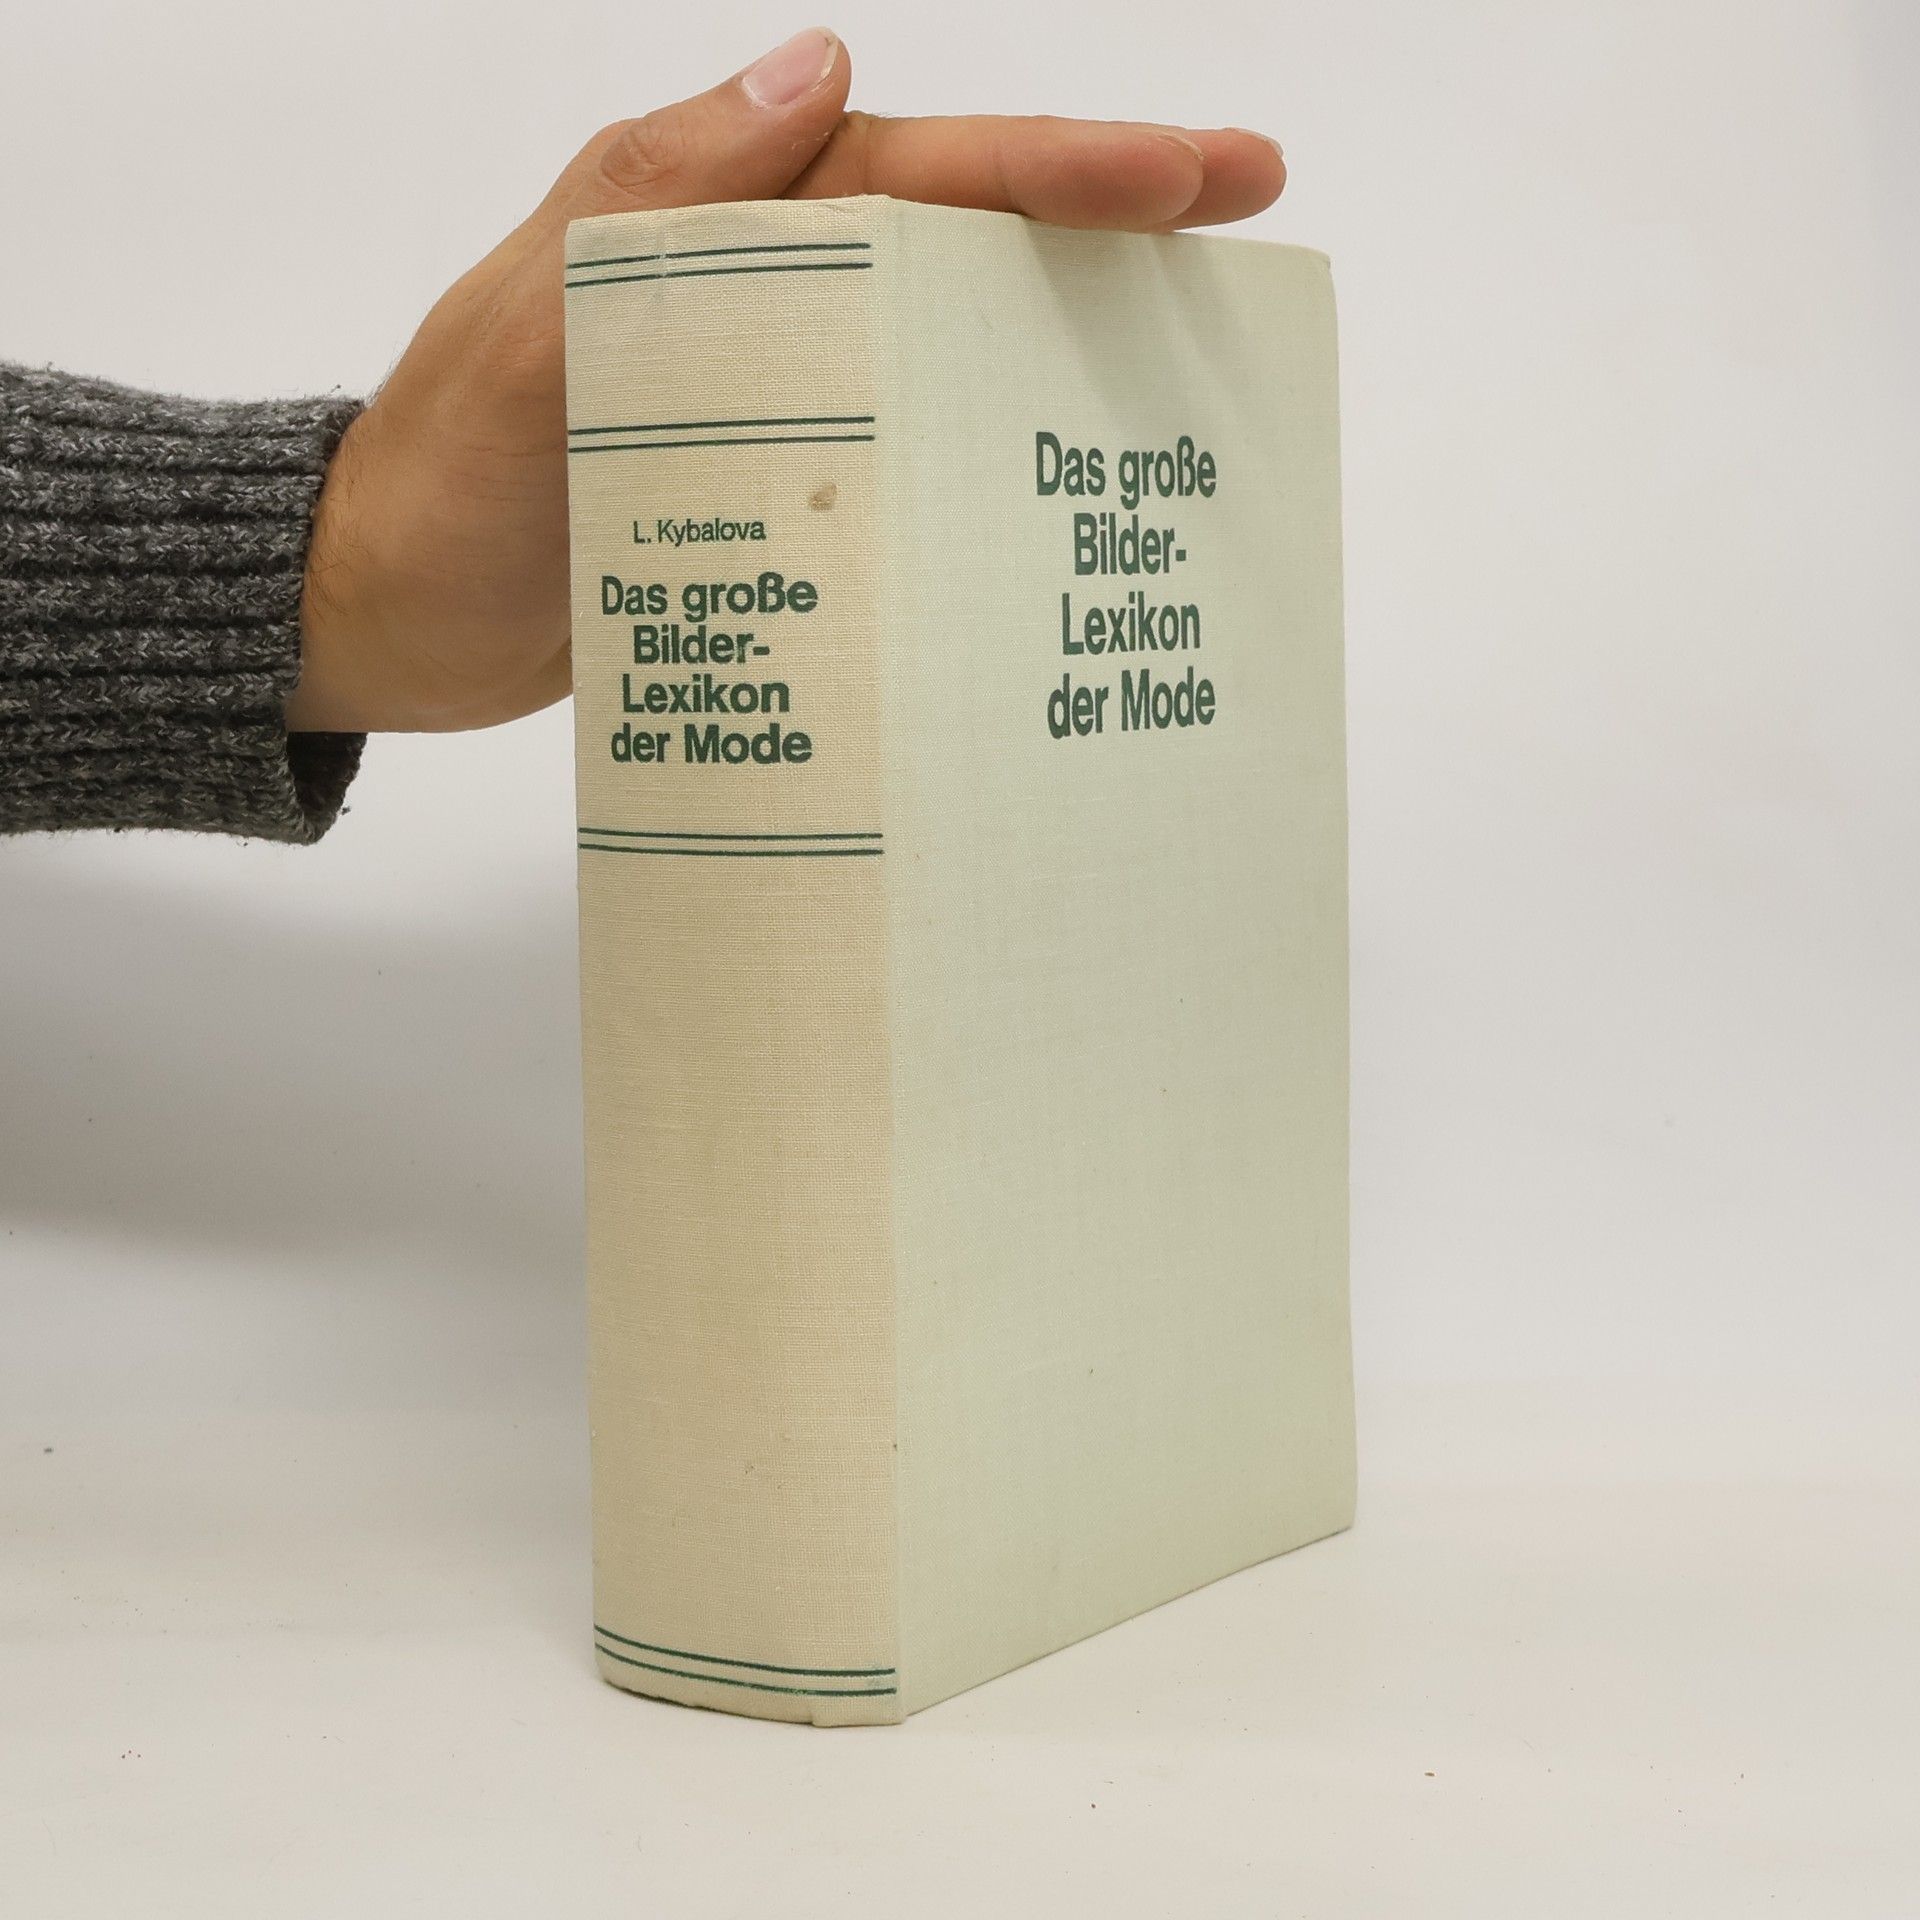 L. Kybalova
Das große
Bilder-
Lexikon
der Mode
Das große
Bilder-
Lexikon
der Mode